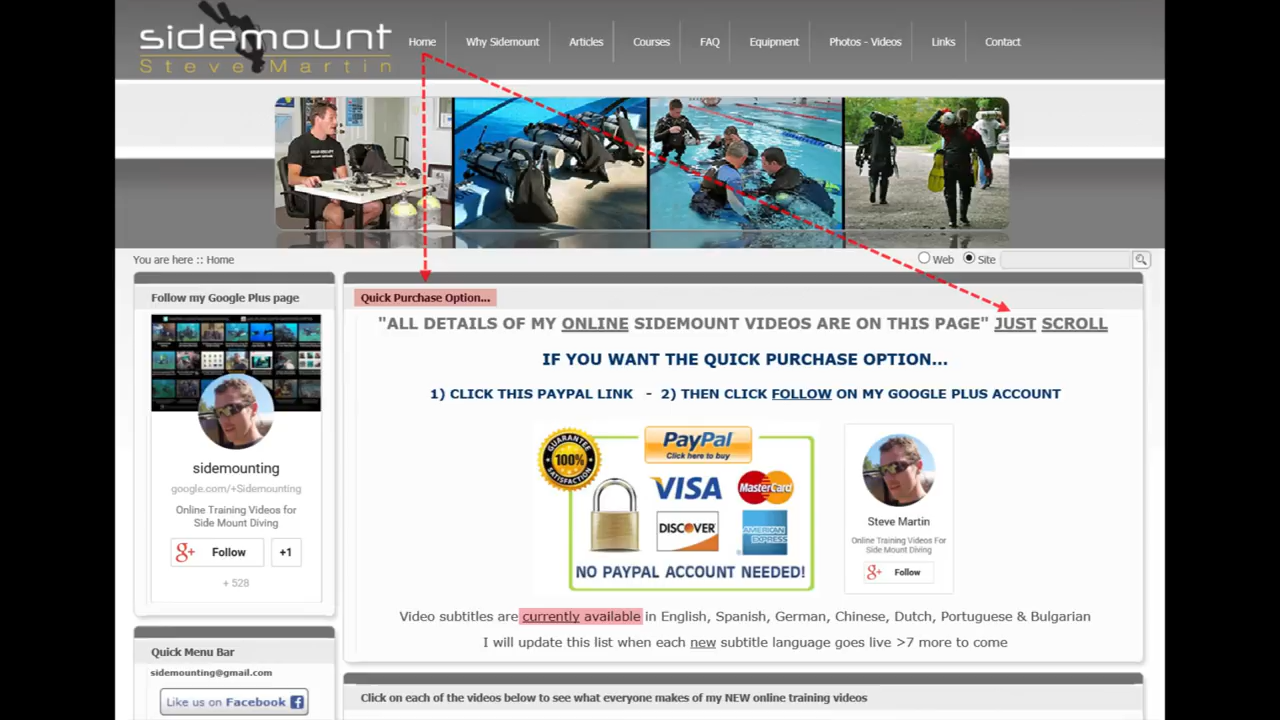 sidemount
Steve Martin
Home
Why Sidemount
Articles
Courses
FAQ
Equipment
Photos - Videos
Links
Contact
You are here :: Home
Web
Site
Follow my Google Plus page
sidemounting
google.com/+Sidemounting
Online Training Videos for
Side Mount Diving
g+ Follow
+1
+ 528
Quick Menu Bar
sidemounting@gmail.com
Like us on Facebook f
Quick Purchase Option...
"ALL DETAILS OF MY ONLINE SIDEMOUNT VIDEOS ARE ON THIS PAGE" JUST SCROLL
IF YOU WANT THE QUICK PURCHASE OPTION...
1) CLICK THIS PAYPAL LINK - 2) THEN CLICK FOLLOW ON MY GOOGLE PLUS ACCOUNT
GUARANTEE
100%
SATISFACTION
PayPal
Click here to buy
VISA
MasterCard
DISCOVER
AMERICAN
EXPRESS
NO PAYPAL ACCOUNT NEEDED!
Steve Martin
Online Training Videos For
Side Mount Diving
g+ Follow
Video subtitles are currently available in English, Spanish, German, Chinese, Dutch, Portuguese & Bulgarian
I will update this list when each new subtitle language goes live >7 more to come
Click on each of the videos below to see what everyone makes of my NEW online training videos